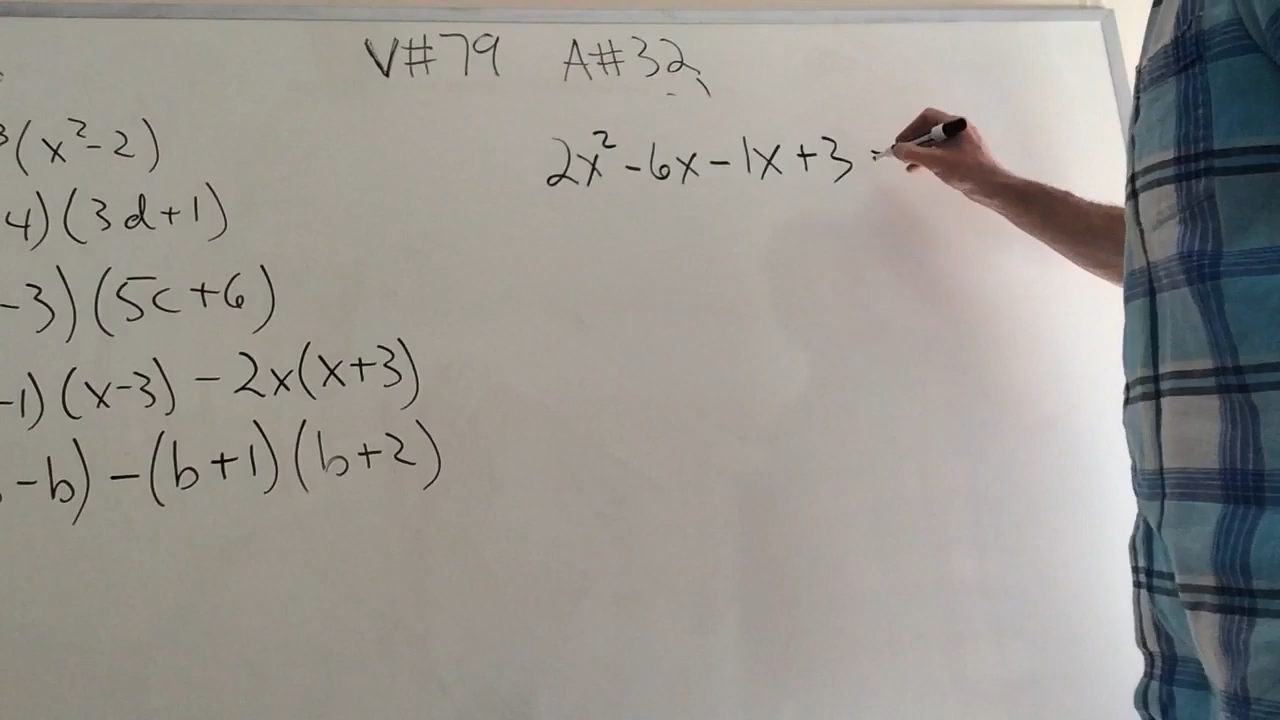 V#79 A#32
3(x²-2)
2x²-6x-1x+3
4)(3d+1)
-3)(5c+6)
-1)(x-3)-2x(x+3)
-b)-(b+1)(b+2)